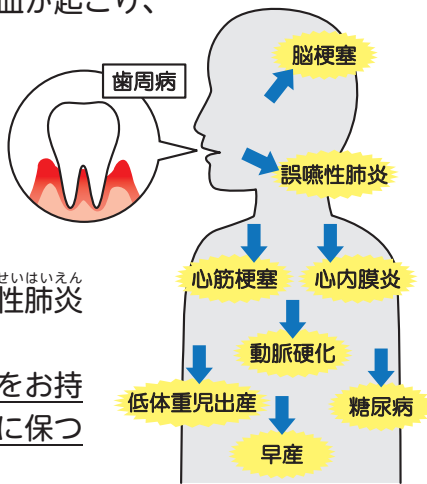 血が起こり、
歯周病
脳梗塞
誤嚥性肺炎
心筋梗塞
心内膜炎
動脈硬化
低体重児出産
糖尿病
早産
せいはいえん
性肺炎
をお持
に保つ